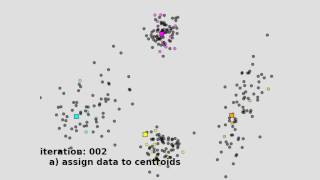 iteration: 002
a) assign data to centroids